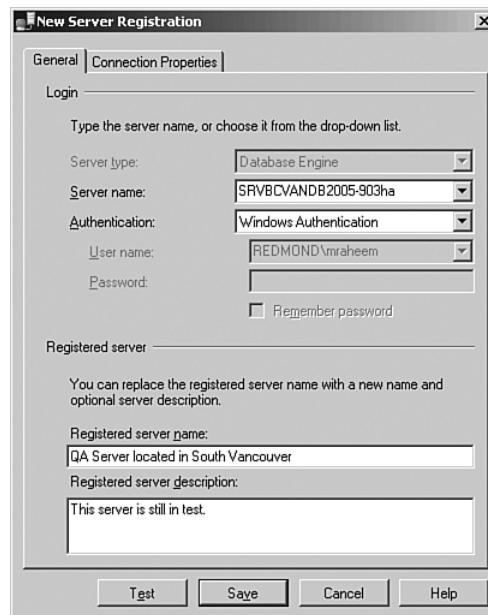 New Server Registration
General
Connection Properties
Login
Type the server name, or choose it from the drop-down list.
Server type:
Database Engine
Server name:
SRVBCVANDB2005-903ha
Authentication:
Windows Authentication
User name:
REDMOND\mraheem
Password:
Remember password
Registered server
You can replace the registered server name with a new name and
optional server description.
Registered server name:
QA Server located in South Vancouver
Registered server description:
This server is still in test.
Test
Save
Cancel
Help